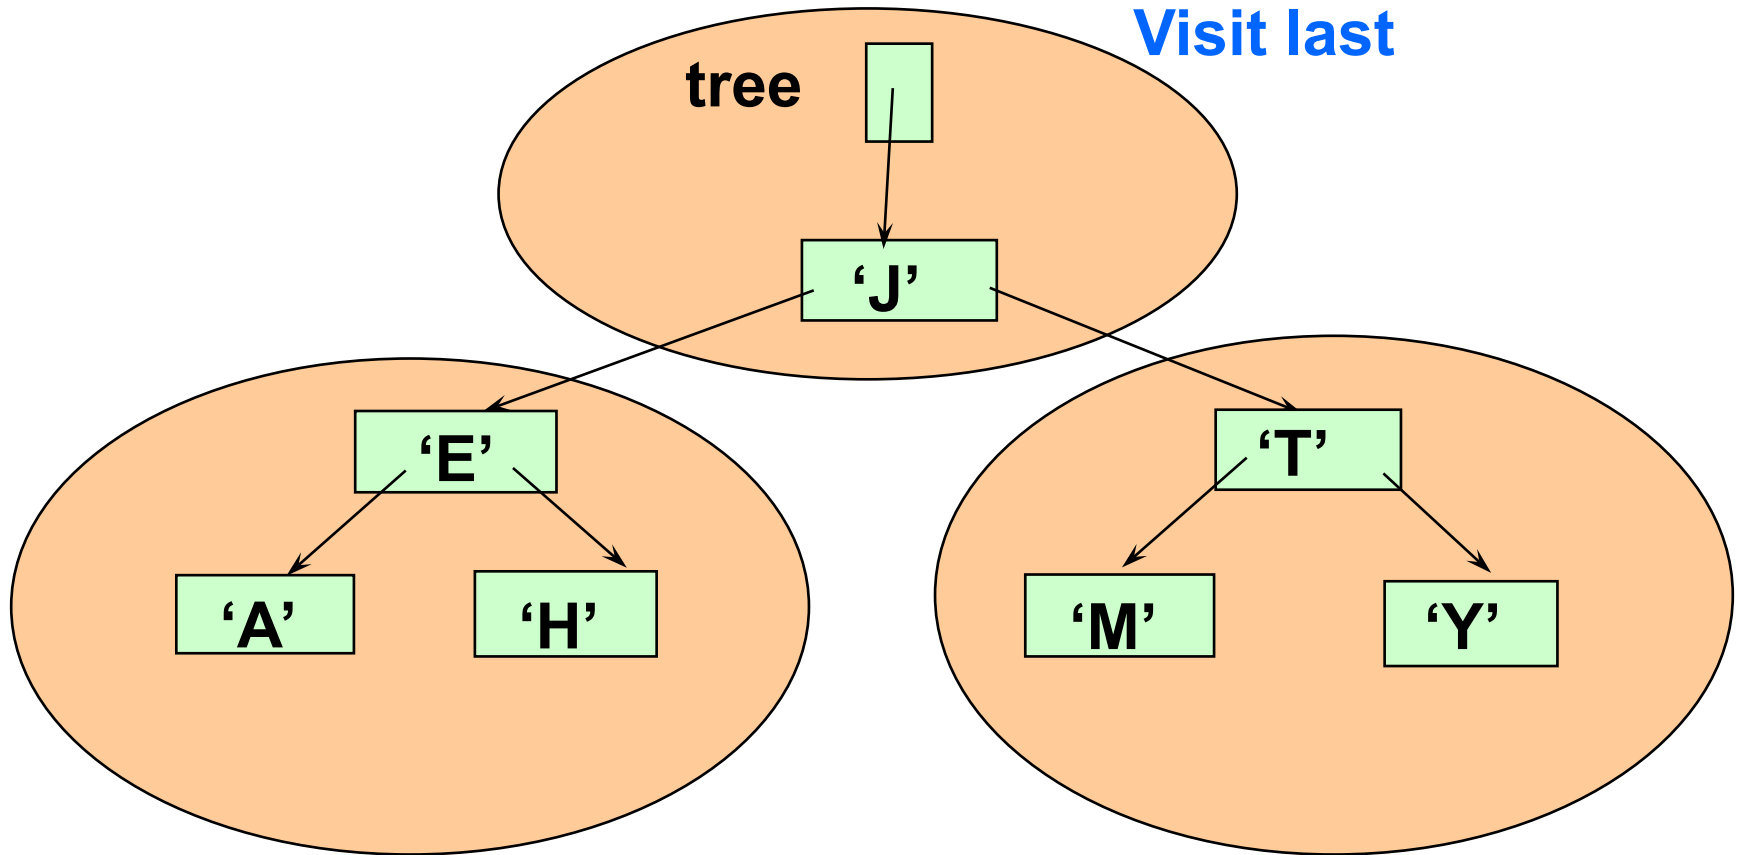 Visit last
tree
‘J’
‘E’
‘T’
‘A’
‘H’
‘M’
‘Y’